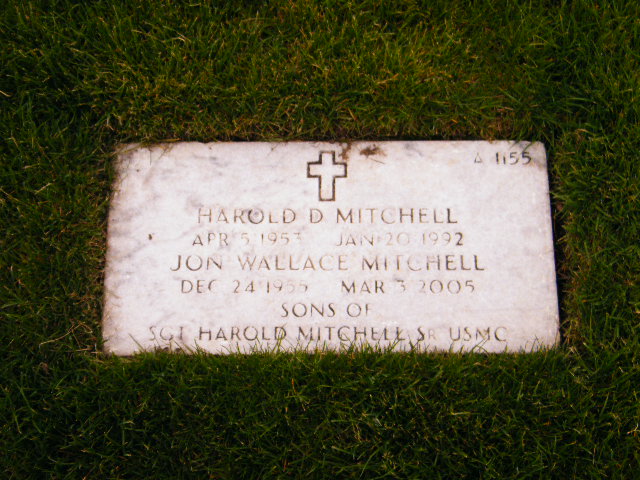 A 1155
HAROLD D MITCHELL
APR 5 1953 JAN 20 1992
JON WALLACE MITCHELL
DEC 24 1955 MAR 3 2005
SONS OF
SGT HAROLD MITCHELL SR USMC